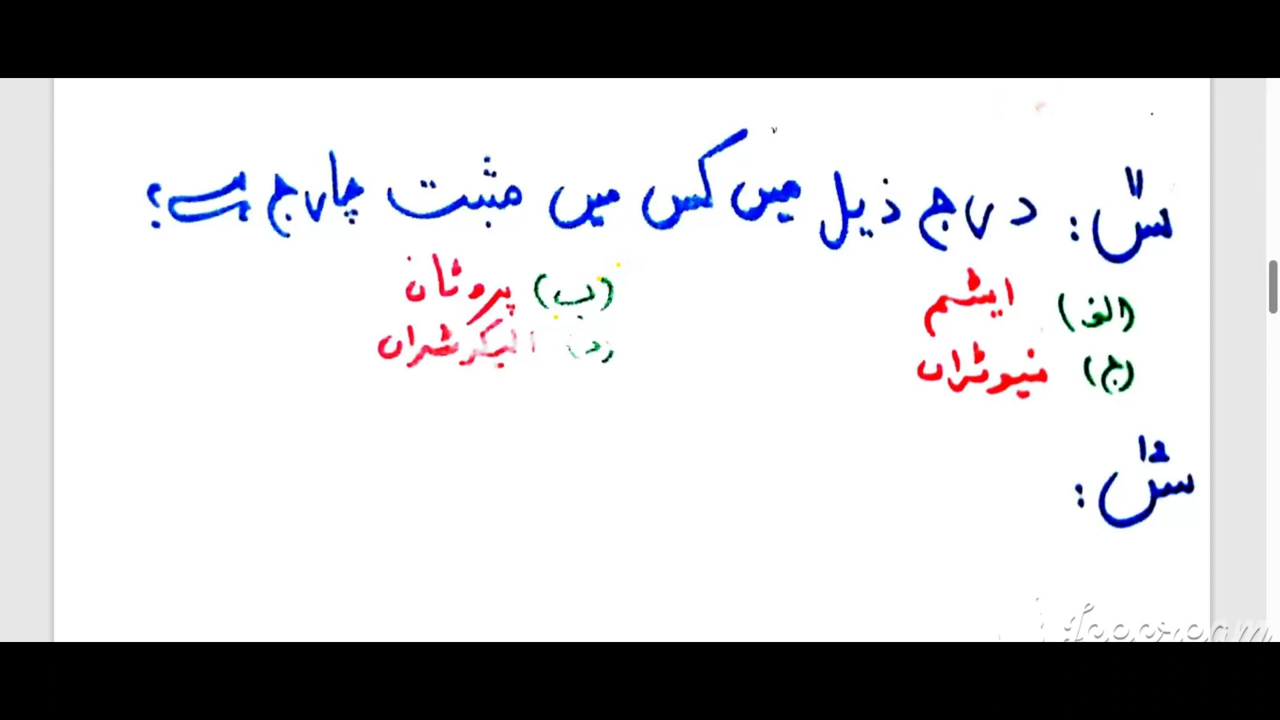 س۱۱: درج ذیل میں کس میں مثبت چارج ہے؟
(الف) ایٹم (ب) پروٹان
(ج) نیوٹران (د) الیکٹران
س۱۲: